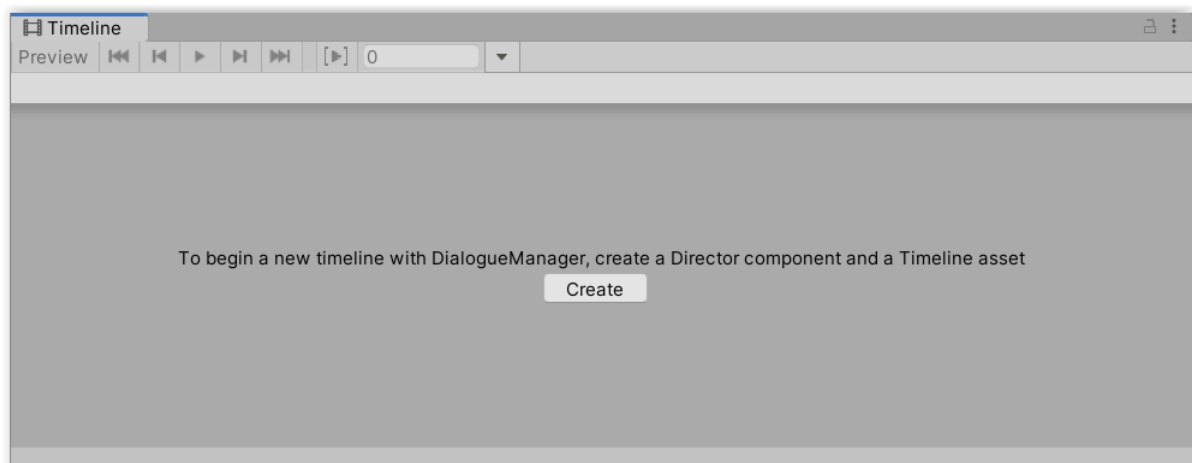 Timeline
Preview 0
To begin a new timeline with DialogueManager, create a Director component and a Timeline asset
Create